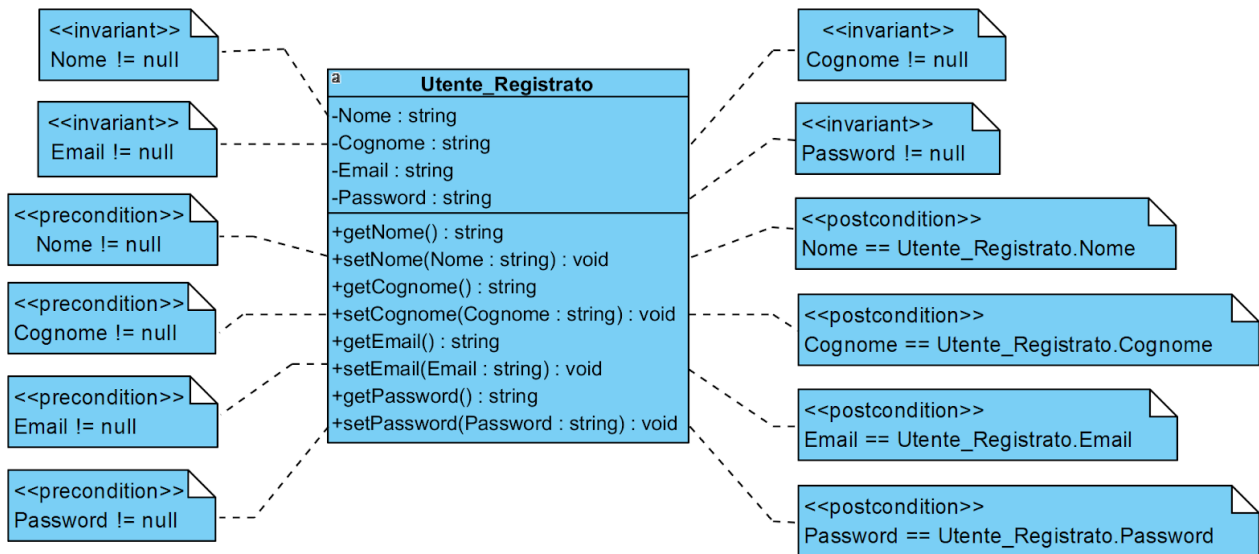 <<invariant>>
Nome != null
<<invariant>>
Email != null
<<precondition>>
Nome != null
<<precondition>>
Cognome != null
<<precondition>>
Email != null
<<precondition>>
Password != null
a
Utente_Registrato
-Nome : string
-Cognome : string
-Email : string
-Password : string
+getNome() : string
+setNome(Nome : string) : void
+getCognome() : string
+setCognome(Cognome : string) : void
+getEmail() : string
+setEmail(Email : string) : void
+getPassword() : string
+setPassword(Password : string) : void
<<invariant>>
Cognome != null
<<invariant>>
Password != null
<<postcondition>>
Nome == Utente_Registrato.Nome
<<postcondition>>
Cognome == Utente_Registrato.Cognome
<<postcondition>>
Email == Utente_Registrato.Email
<<postcondition>>
Password == Utente_Registrato.Password